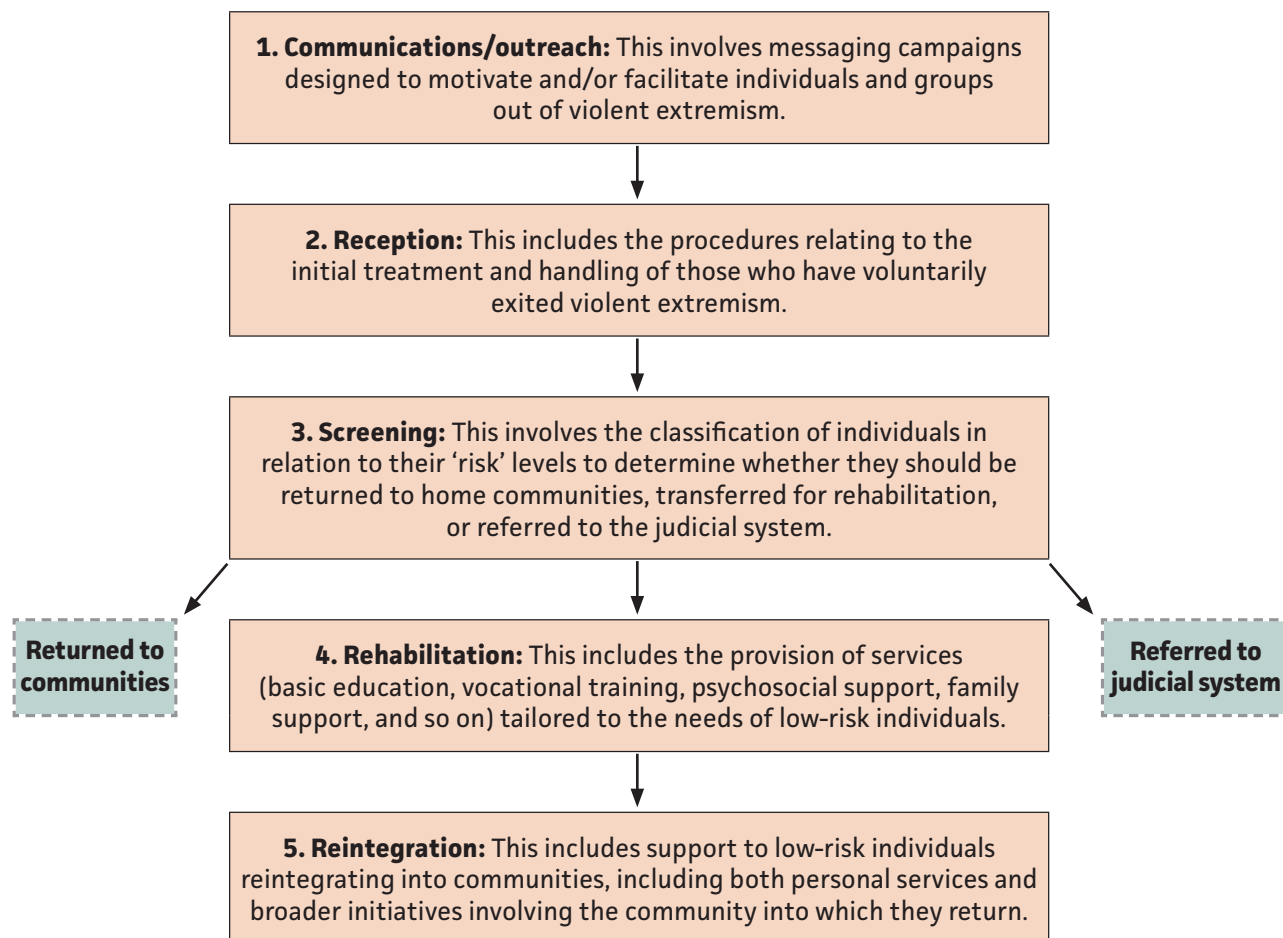 1. Communications/outreach: This involves messaging campaigns
designed to motivate and/or facilitate individuals and groups
out of violent extremism.
2. Reception: This includes the procedures relating to the
initial treatment and handling of those who have voluntarily
exited violent extremism.
3. Screening: This involves the classification of individuals in
relation to their ‘risk’ levels to determine whether they should be
returned to home communities, transferred for rehabilitation,
or referred to the judicial system.
Returned to
communities
4. Rehabilitation: This includes the provision of services
(basic education, vocational training, psychosocial support, family
support, and so on) tailored to the needs of low-risk individuals.
Referred to
judicial system
5. Reintegration: This includes support to low-risk individuals
reintegrating into communities, including both personal services and
broader initiatives involving the community into which they return.